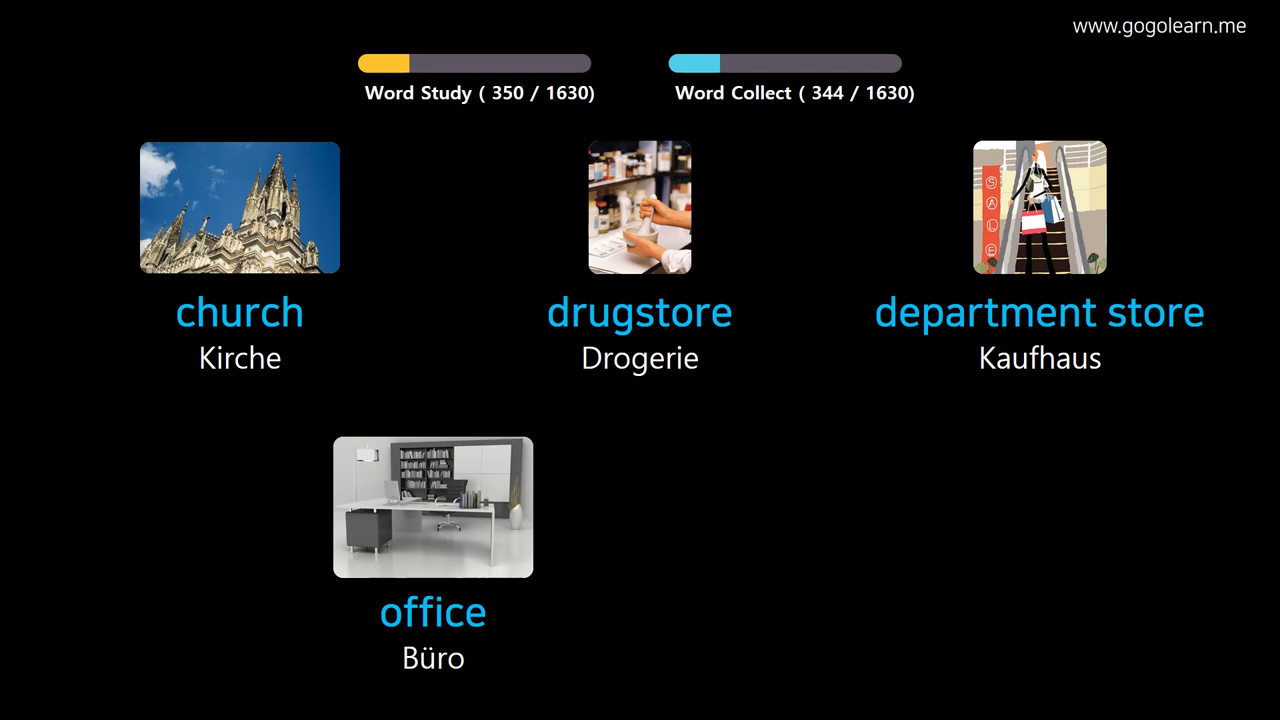 www.gogolearn.me
Word Study ( 350 / 1630)
Word Collect ( 344 / 1630)
SALE
church
drugstore
department store
Kirche
Drogerie
Kaufhaus
office
Büro